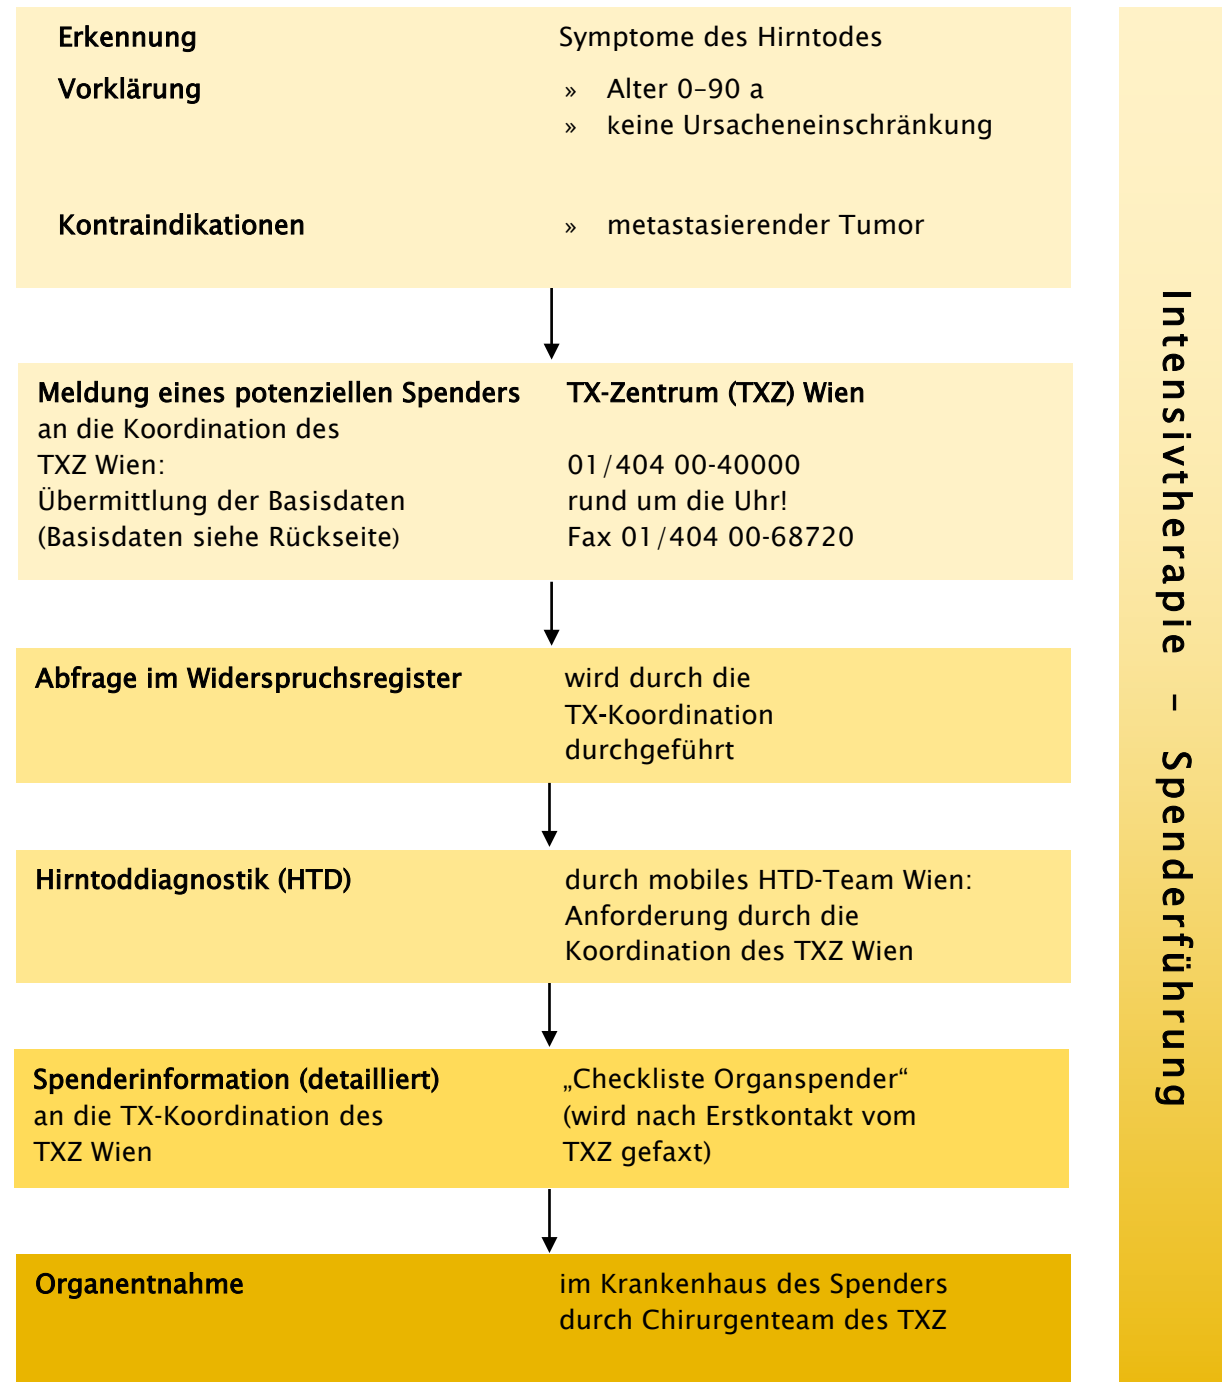 Erkennung Symptome des Hirntodes
Vorklärung » Alter 0–90 a
» keine Ursacheneinschränkung
Kontraindikationen » metastasierender Tumor
Meldung eines potenziellen Spenders TX-Zentrum (TXZ) Wien
an die Koordination des
TXZ Wien: 01/404 00-40000
Übermittlung der Basisdaten rund um die Uhr!
(Basisdaten siehe Rückseite) Fax 01/404 00-68720
Abfrage im Widerspruchsregister wird durch die
TX-Koordination
durchgeführt
Hirntoddiagnostik (HTD) durch mobiles HTD-Team Wien:
Anforderung durch die
Koordination des TXZ Wien
Spenderinformation (detailliert) „Checkliste Organspender“
an die TX-Koordination des (wird nach Erstkontakt vom
TXZ Wien TXZ gefaxt)
Organentnahme im Krankenhaus des Spenders
durch Chirurgenteam des TXZ
Intensivtherapie – Spenderführung